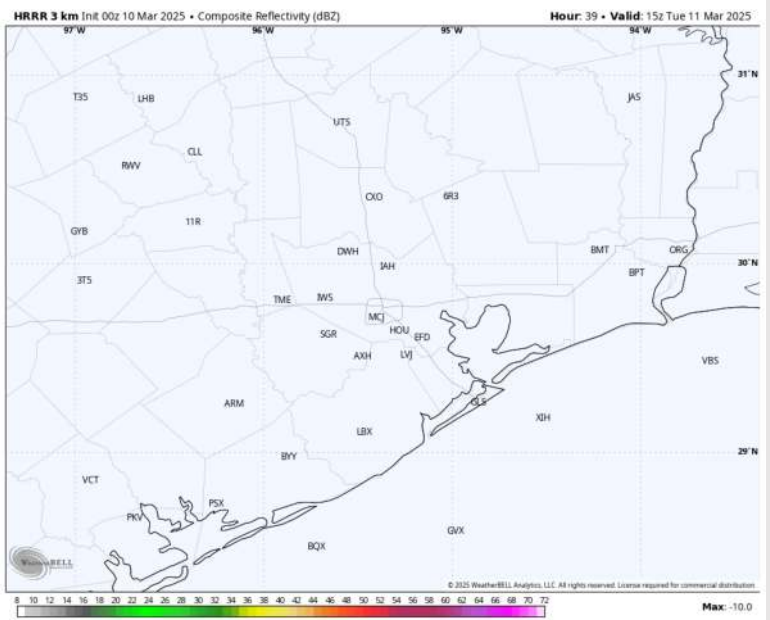 HRRR 3 km Init 00z 10 Mar 2025 • Composite Reflectivity (dBZ) Hour: 39 • Valid: 15z Tue 11 Mar 2025
97°W 96°W 95°W 94°W
31°N
T35 LHB JAS
UTS
CLL
RWV
CXO 6R3
11R
GYB
DWH BMT ORG
IAH 30°N
3T5 BPT
TME IWS
MCJ
SGR HOU EFD
AXH LVJ VBS
ARM GLS
XIH
LBX
BYY 29°N
VCT
PSX
PKV
GVX
BQX
WeatherBELL
© 2025 WeatherBELL Analytics, LLC. All rights reserved. License required for commercial distribution
8 10 12 14 16 18 20 22 24 26 28 30 32 34 36 38 40 42 44 46 48 50 52 54 56 58 60 62 64 66 68 70 72 Max: -10.0